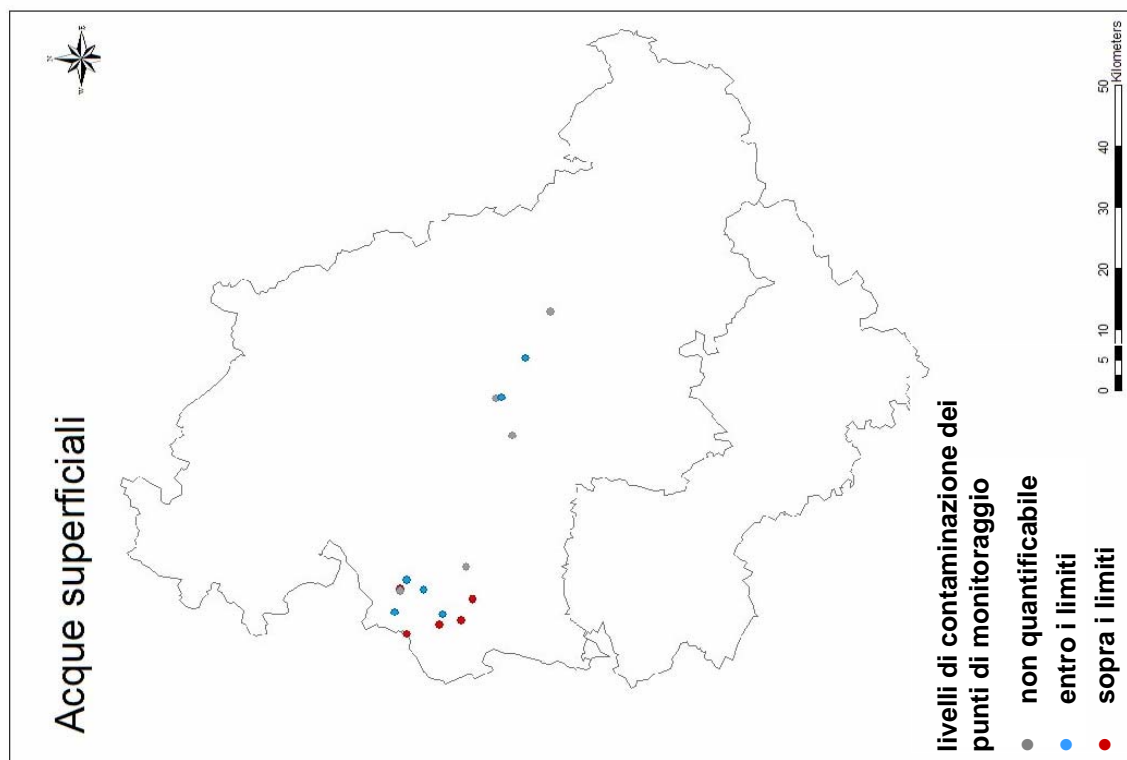 Acque superficiali
N
W
E
S
livelli di contaminazione dei
punti di monitoraggio
non quantificabile
entro i limiti
sopra i limiti
0 5 10 20 30 40 50
Kilometers